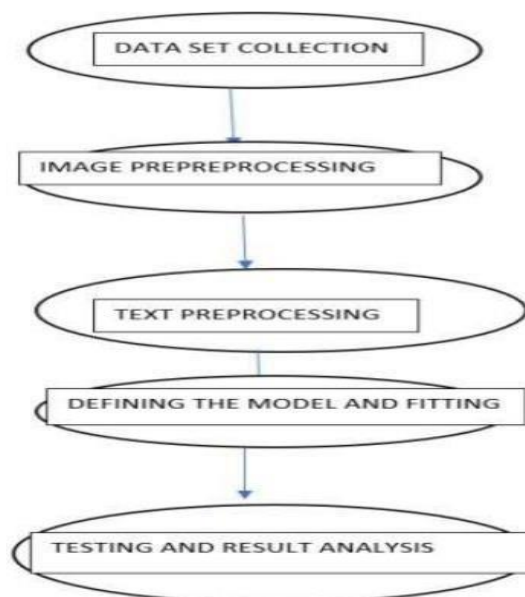 DATA SET COLLECTION
IMAGE PREPREPROCESSING
TEXT PREPROCESSING
DEFINING THE MODEL AND FITTING
TESTING AND RESULT ANALYSIS